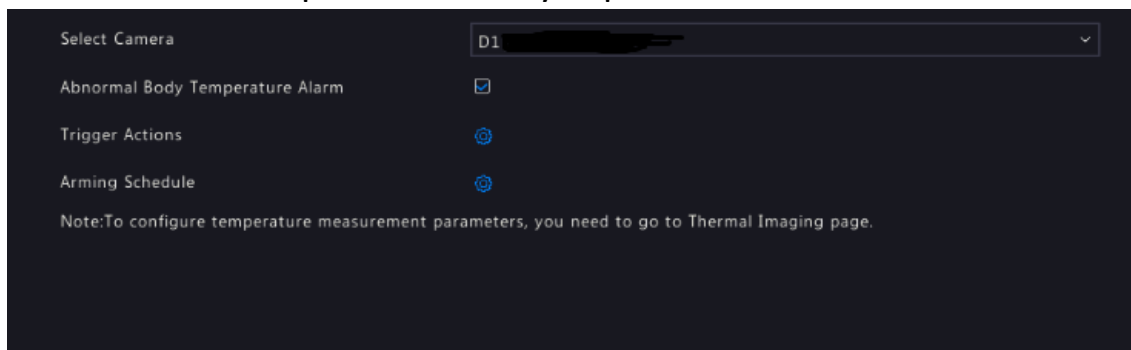 Select Camera D1
Abnormal Body Temperature Alarm
Trigger Actions
Arming Schedule
Note:To configure temperature measurement parameters, you need to go to Thermal Imaging page.